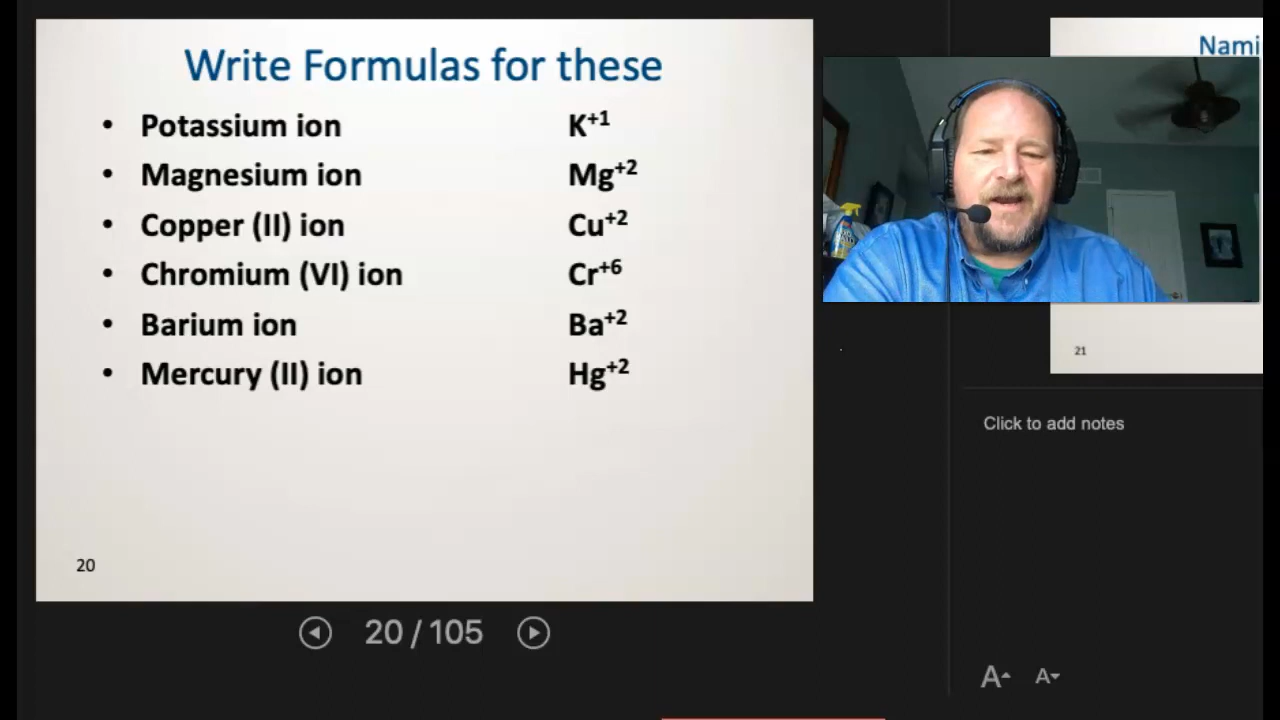 Write Formulas for these
• Potassium ion K+1
• Magnesium ion Mg+2
• Copper (II) ion Cu+2
• Chromium (VI) ion Cr+6
• Barium ion Ba+2
• Mercury (II) ion Hg+2
20
20 / 105
Nami
21
Click to add notes
A A